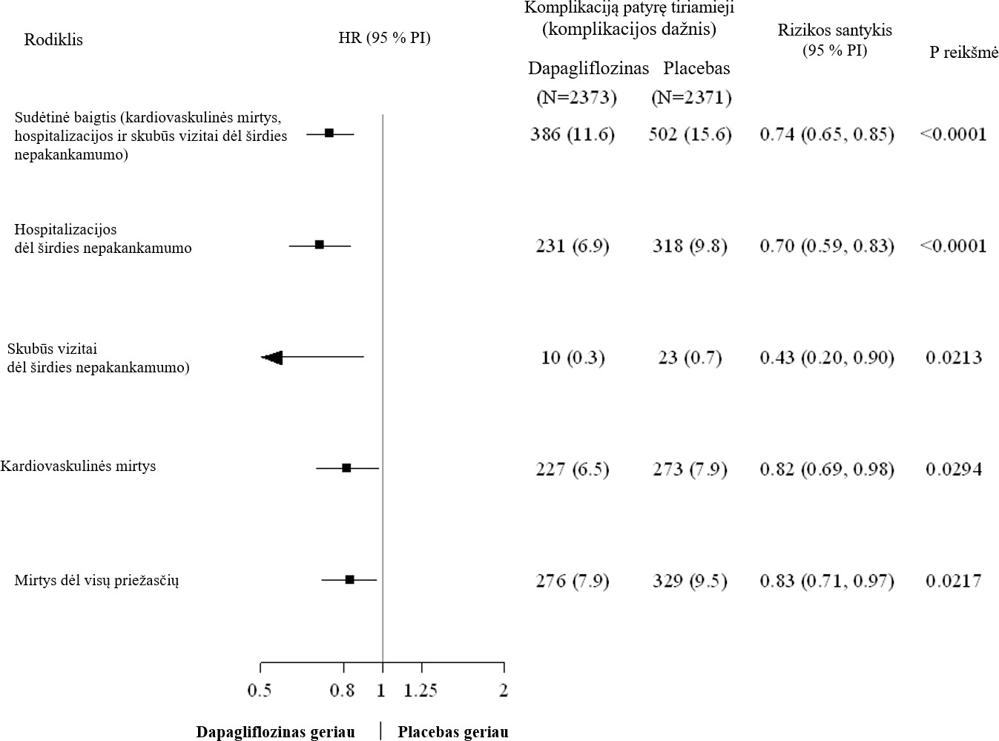 Rodiklis
HR (95 % PI)
Komplikaciją patyrę tiriamieji
(komplikacijos dažnis)
Rizikos santykis
(95 % PI)
P reikšmė
Dapagliflozinas Placebas
(N=2373) (N=2371)
Sudėtinė baigtis (kardiovaskulinės mirtys,
hospitalizacijos ir skubūs vizitai dėl širdies
nepakankamumo)
386 (11.6) 502 (15.6) 0.74 (0.65, 0.85) <0.0001
Hospitalizacijos
dėl širdies nepakankamumo
231 (6.9) 318 (9.8) 0.70 (0.59, 0.83) <0.0001
Skubūs vizitai
dėl širdies nepakankamumo)
10 (0.3) 23 (0.7) 0.43 (0.20, 0.90) 0.0213
Kardiovaskulinės mirtys
227 (6.5) 273 (7.9) 0.82 (0.69, 0.98) 0.0294
Mirtys dėl visų priežasčių
276 (7.9) 329 (9.5) 0.83 (0.71, 0.97) 0.0217
0.5 0.8 1 1.25 2
Dapagliflozinas geriau | Placebas geriau